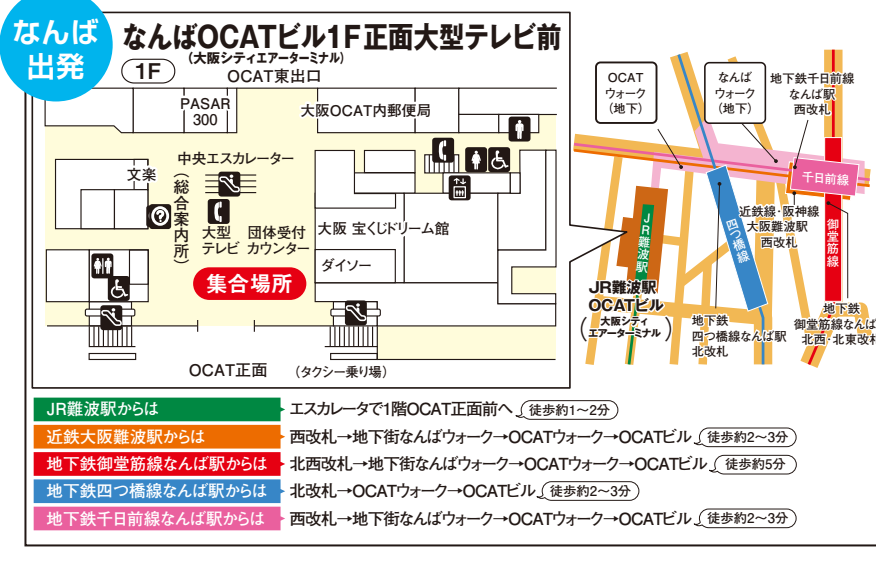 なんば
出発
なんばOCATビル1F正面大型テレビ前
(大阪シティエアーターミナル)
1F
OCAT東出口
PASAR
300
大阪OCAT内郵便局
中央エスカレーター
文楽
(総合案内所)
大型
テレビ
団体受付
カウンター
大阪 宝くじドリーム館
ダイソー
集合場所
OCAT正面
(タクシー乗り場)
OCAT
ウォーク
(地下)
なんば
ウォーク
(地下)
地下鉄千日前線
なんば駅
西改札
千日前線
近鉄線・阪神線
大阪難波駅
西改札
JR難波駅
四つ橋線
御堂筋線
JR難波駅
OCATビル
(大阪シティ
エアーターミナル)
地下鉄
四つ橋線なんば駅
北改札
地下鉄
御堂筋線なんば
北西・北東改札
JR難波駅からは
エスカレータで1階OCAT正面前へ 徒歩約1〜2分
近鉄大阪難波駅からは
西改札→地下街なんばウォーク→OCATウォーク→OCATビル 徒歩約2〜3分
地下鉄御堂筋線なんば駅からは
北西改札→地下街なんばウォーク→OCATウォーク→OCATビル 徒歩約5分
地下鉄四つ橋線なんば駅からは
北改札→OCATウォーク→OCATビル 徒歩約2〜3分
地下鉄千日前線なんば駅からは
西改札→地下街なんばウォーク→OCATウォーク→OCATビル 徒歩約2〜3分